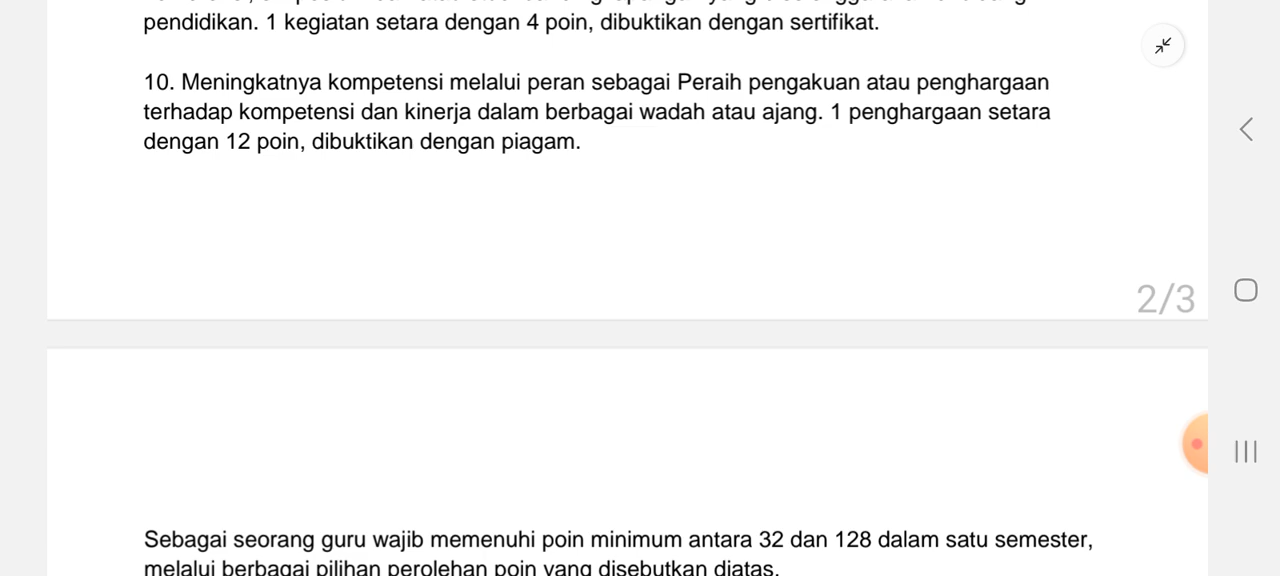 pendidikan. 1 kegiatan setara dengan 4 poin, dibuktikan dengan sertifikat.
10. Meningkatnya kompetensi melalui peran sebagai Peraih pengakuan atau penghargaan
terhadap kompetensi dan kinerja dalam berbagai wadah atau ajang. 1 penghargaan setara
dengan 12 poin, dibuktikan dengan piagam.
2/3
Sebagai seorang guru wajib memenuhi poin minimum antara 32 dan 128 dalam satu semester,
melalui berbagai pilihan perolehan poin yang disebutkan diatas.